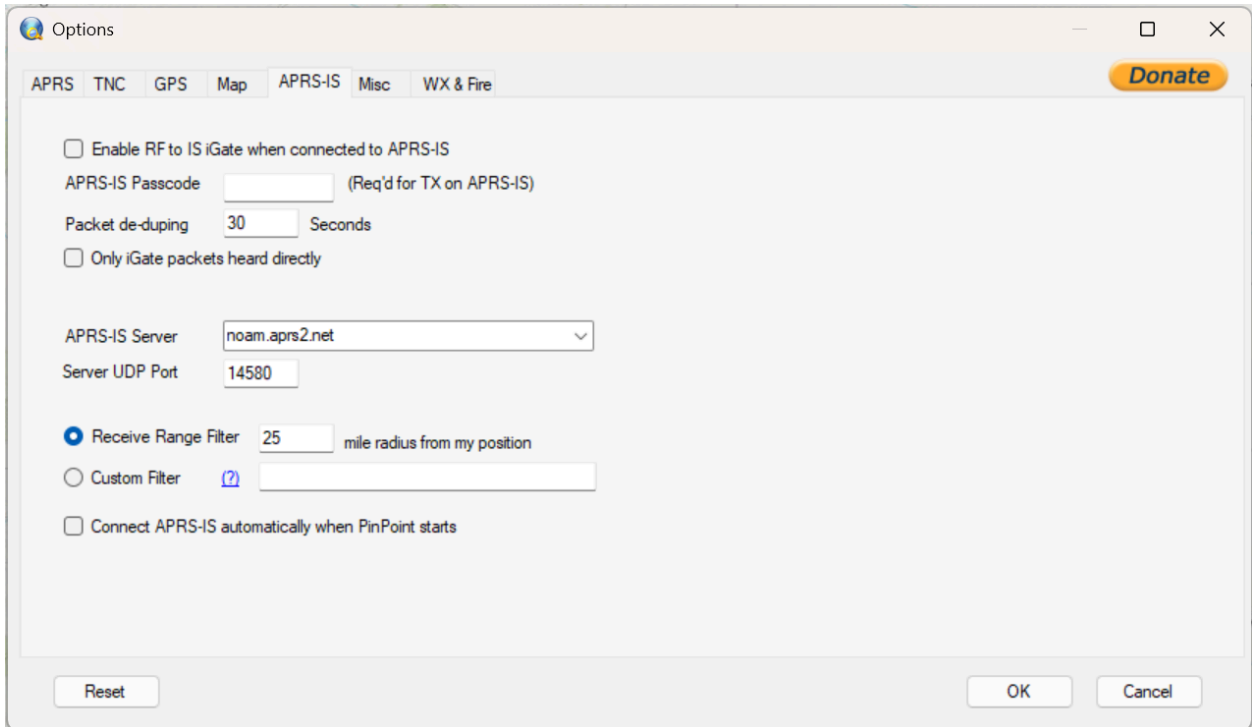 Options
APRS TNC GPS Map APRS-IS Misc WX & Fire Donate
Enable RF to IS iGate when connected to APRS-IS
APRS-IS Passcode (Req'd for TX on APRS-IS)
Packet de-duping 30 Seconds
Only iGate packets heard directly
APRS-IS Server noam.aprs2.net
Server UDP Port 14580
Receive Range Filter 25 mile radius from my position
Custom Filter (?)
Connect APRS-IS automatically when PinPoint starts
Reset OK Cancel